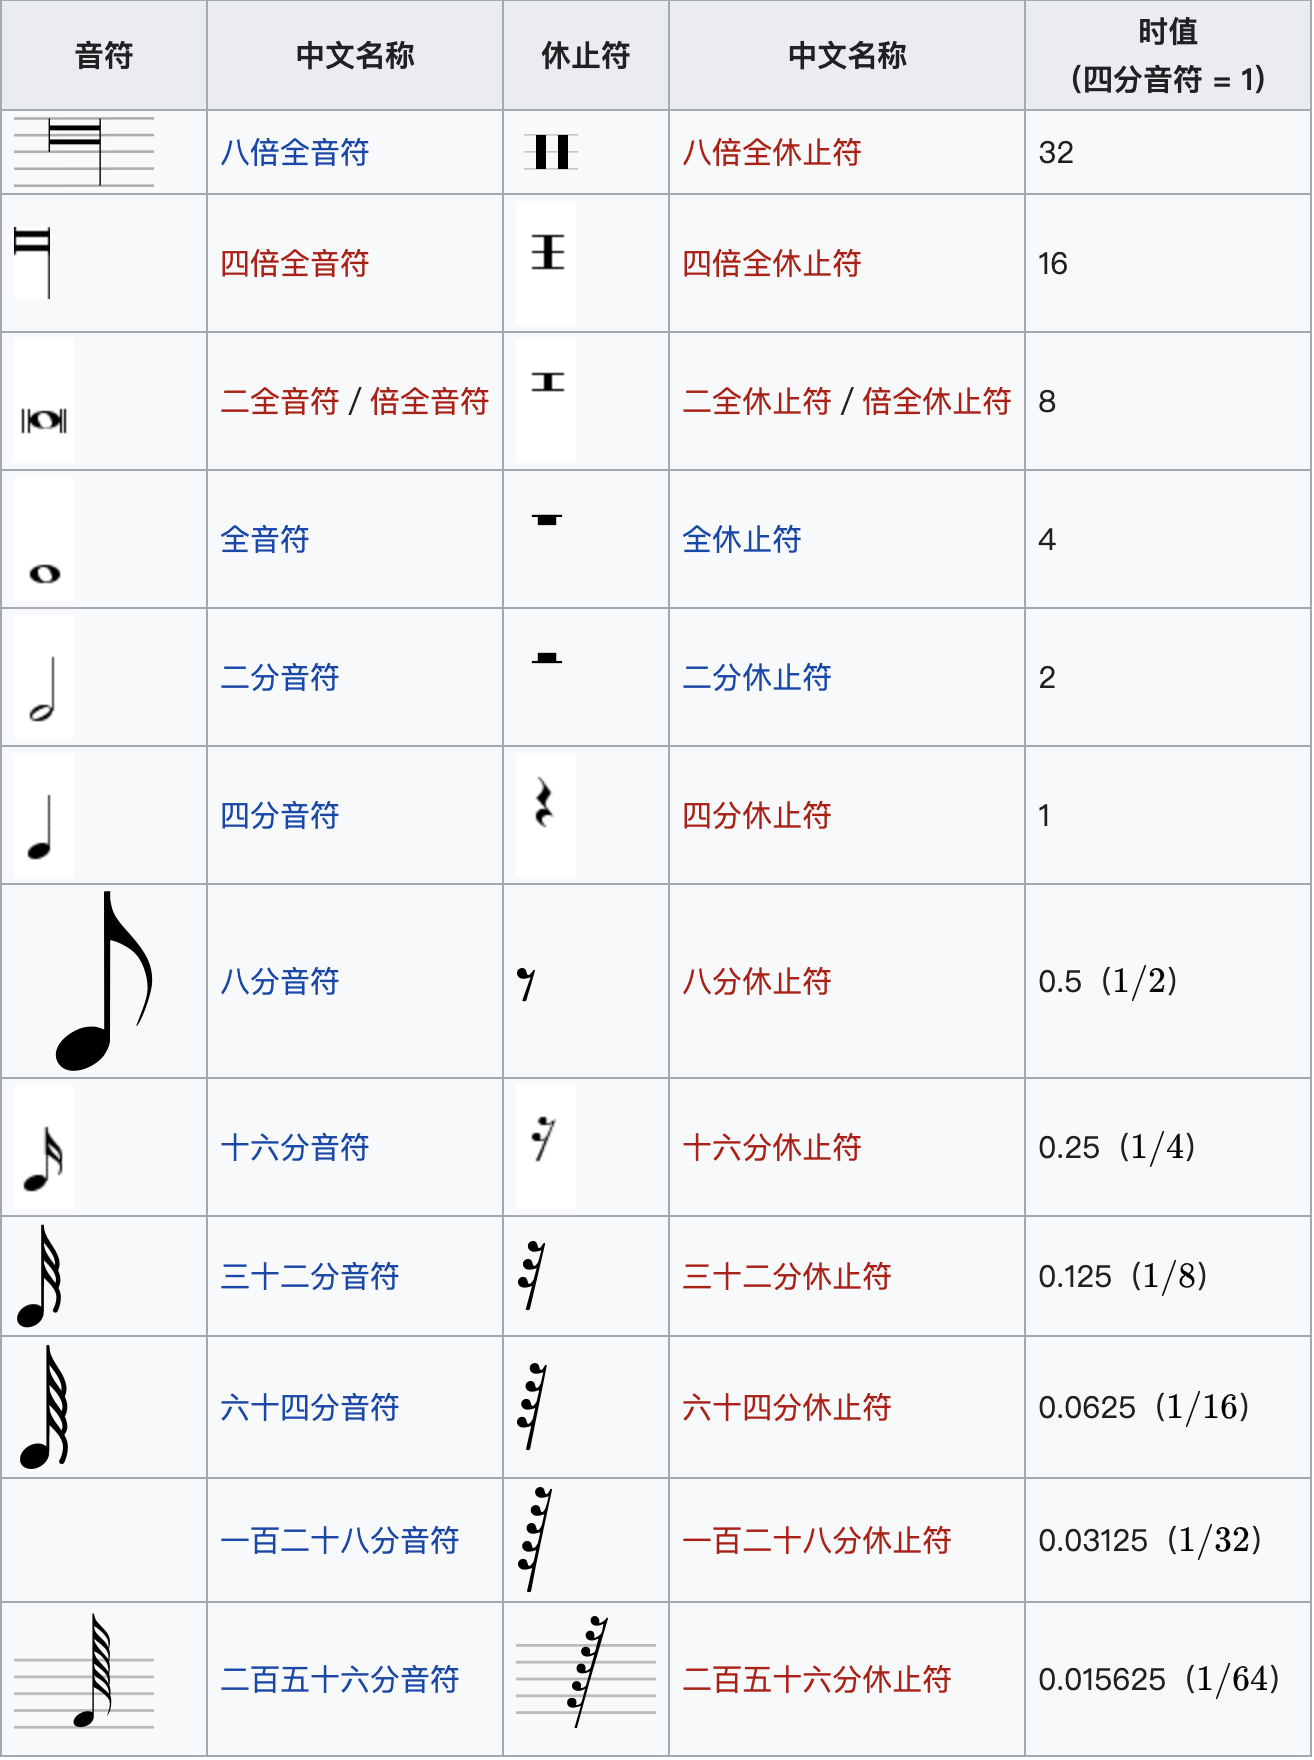 音符 中文名称 休止符 中文名称 时值
(四分音符 = 1)
八倍全音符 八倍全休止符 32
四倍全音符 四倍全休止符 16
二全音符 / 倍全音符 二全休止符 / 倍全休止符 8
全音符 全休止符 4
二分音符 二分休止符 2
四分音符 四分休止符 1
八分音符 八分休止符 0.5 (1/2)
十六分音符 十六分休止符 0.25 (1/4)
三十二分音符 三十二分休止符 0.125 (1/8)
六十四分音符 六十四分休止符 0.0625 (1/16)
一百二十八分音符 一百二十八分休止符 0.03125 (1/32)
二百五十六分音符 二百五十六分休止符 0.015625 (1/64)